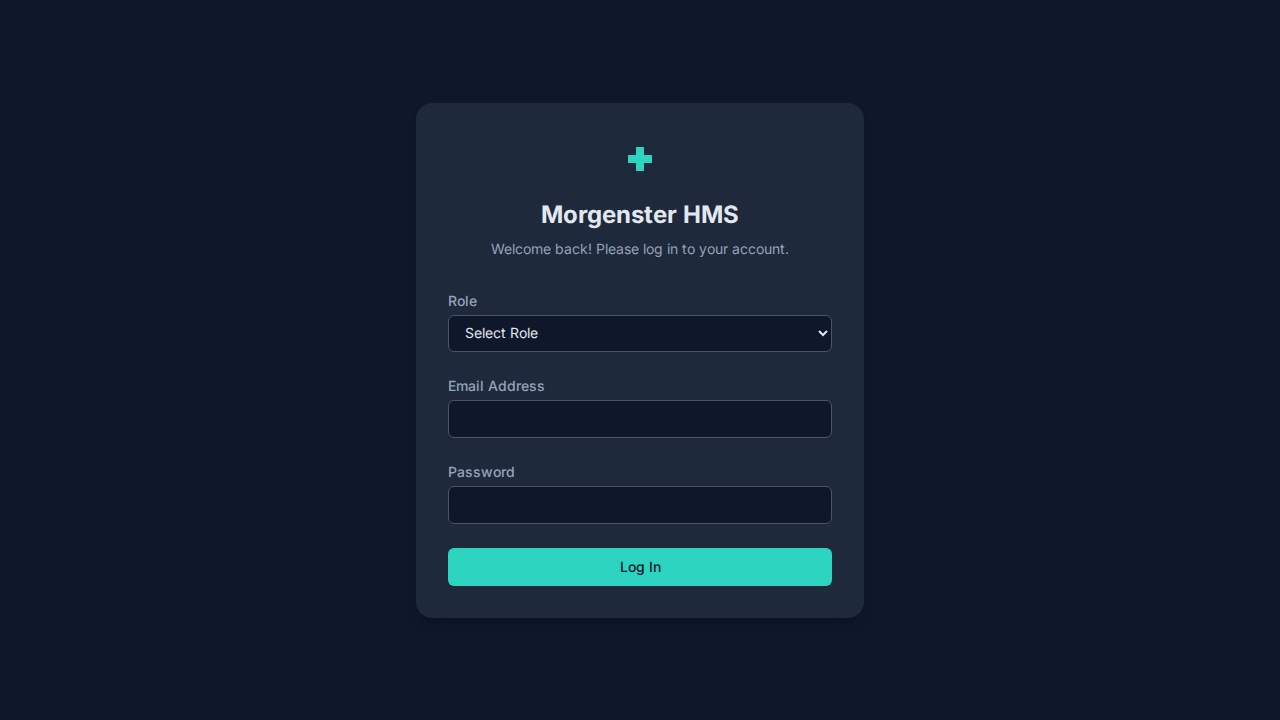 Morgenster HMS
Welcome back! Please log in to your account.
Role
Select Role
Email Address
Password
Log In